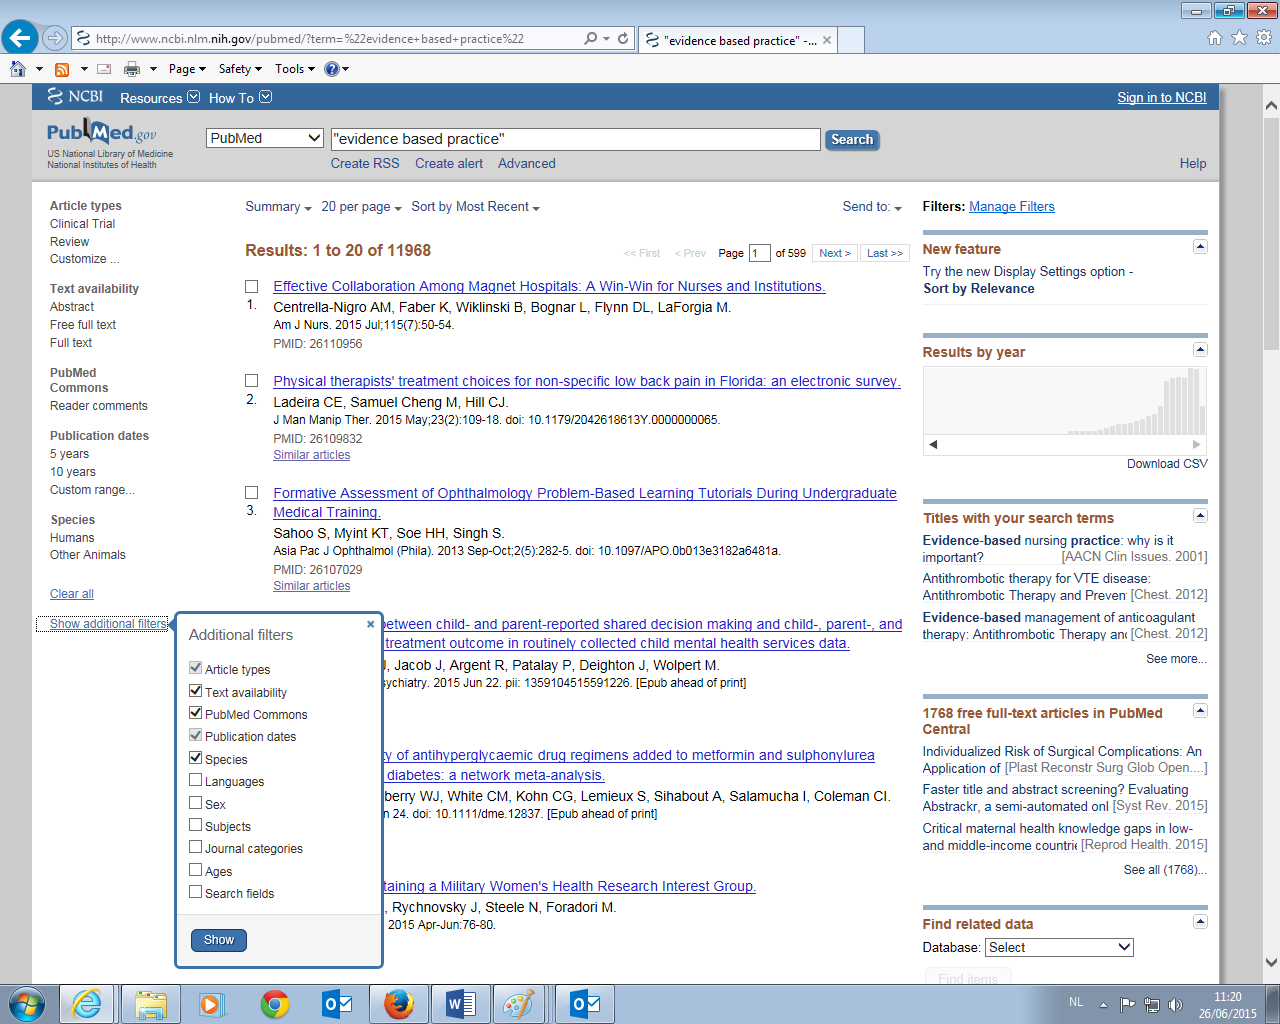 http://www.ncbi.nlm.nih.gov/pubmed/?term=%22evidence+based+practice%22
"evidence based practice" -...
Page
Safety
Tools
NCBI
Resources
How To
Sign in to NCBI
PubMed.gov
US National Library of Medicine
National Institutes of Health
PubMed
"evidence based practice"
Search
Create RSS
Create alert
Advanced
Help
Article types
Clinical Trial
Review
Customize ...
Text availability
Abstract
Free full text
Full text
PubMed
Commons
Reader comments
Publication dates
5 years
10 years
Custom range...
Species
Humans
Other Animals
Clear all
Show additional filters
Additional filters
Article types
Text availability
PubMed Commons
Publication dates
Species
Languages
Sex
Subjects
Journal categories
Ages
Search fields
Show
Summary
20 per page
Sort by Most Recent
Send to:
Results: 1 to 20 of 11968
<< First
< Prev
Page 1 of 599
Next >
Last >>
Effective Collaboration Among Magnet Hospitals: A Win-Win for Nurses and Institutions.
1. Centrella-Nigro AM, Faber K, Wiklinski B, Bognar L, Flynn DL, LaForgia M.
Am J Nurs. 2015 Jul;115(7):50-54.
PMID: 26110956
Physical therapists' treatment choices for non-specific low back pain in Florida: an electronic survey.
2. Ladeira CE, Samuel Cheng M, Hill CJ.
J Man Manip Ther. 2015 May;23(2):109-18. doi: 10.1179/2042618613Y.0000000065.
PMID: 26109832
Similar articles
Formative Assessment of Ophthalmology Problem-Based Learning Tutorials During Undergraduate
3. Medical Training.
Sahoo S, Myint KT, Soe HH, Singh S.
Asia Pac J Ophthalmol (Phila). 2013 Sep-Oct;2(5):282-5. doi: 10.1097/APO.0b013e3182a6481a.
PMID: 26107029
Similar articles
between child- and parent-reported shared decision making and child-, parent-, and
treatment outcome in routinely collected child mental health services data.
, Jacob J, Argent R, Patalay P, Deighton J, Wolpert M.
sychiatry. 2015 Jun 22. pii: 1359104515591226. [Epub ahead of print]
of antihyperglycaemic drug regimens added to metformin and sulphonylurea
diabetes: a network meta-analysis.
berry WJ, White CM, Kohn CG, Lemieux S, Sihabout A, Salamucha I, Coleman CI.
24. doi: 10.1111/dme.12837. [Epub ahead of print]
taining a Military Women's Health Research Interest Group.
, Rychnovsky J, Steele N, Foradori M.
2015 Apr-Jun:76-80.
Filters: Manage Filters
New feature
Try the new Display Settings option -
Sort by Relevance
Results by year
Download CSV
Titles with your search terms
Evidence-based nursing practice: why is it
important? [AACN Clin Issues. 2001]
Antithrombotic therapy for VTE disease:
Antithrombotic Therapy and Preven [Chest. 2012]
Evidence-based management of anticoagulant
therapy: Antithrombotic Therapy and [Chest. 2012]
See more...
1768 free full-text articles in PubMed
Central
Individualized Risk of Surgical Complications: An
Application of [Plast Reconstr Surg Glob Open....]
Faster title and abstract screening? Evaluating
Abstrackr, a semi-automated onl [Syst Rev. 2015]
Critical maternal health knowledge gaps in low-
and middle-income countrie [Reprod Health. 2015]
See all (1768)...
Find related data
Database: Select
Find items
NL
11:20
26/06/2015